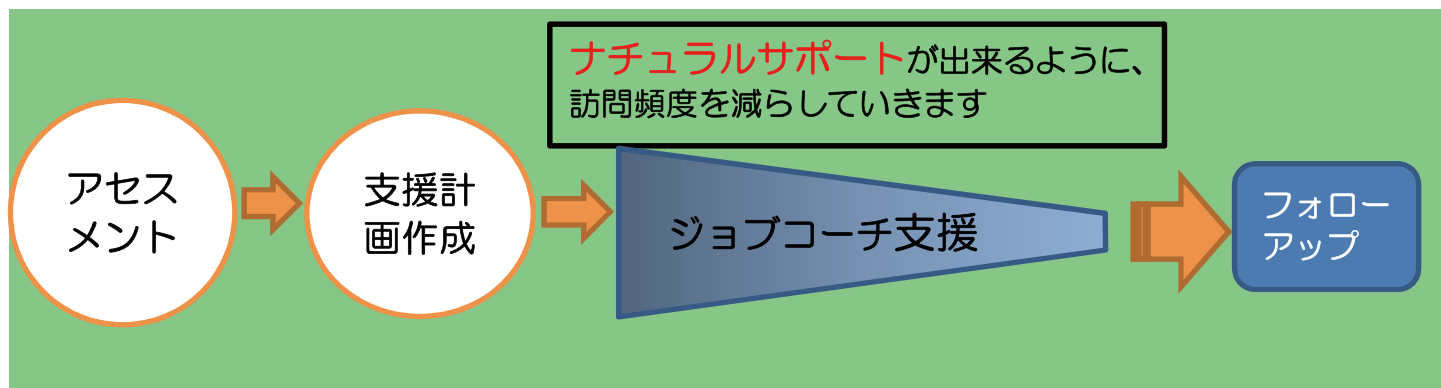 ナチュラルサポートが出来るように、
訪問頻度を減らしていきます
アセス
メント
支援計
画作成
ジョブコーチ支援
フォロー
アップ